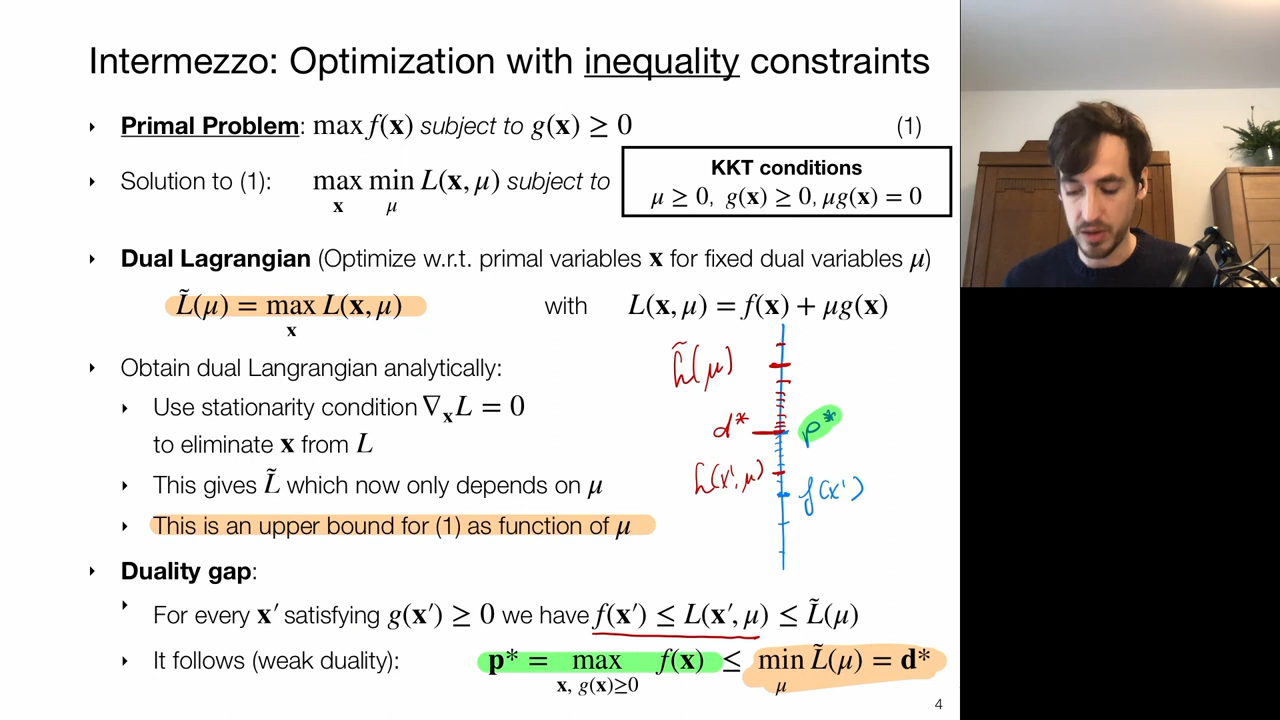 Intermezzo: Optimization with inequality constraints
‣ Primal Problem: max f(x) subject to g(x) ≥ 0 (1)
‣ Solution to (1): max min L(x, μ) subject to
x μ
KKT conditions
μ ≥ 0, g(x) ≥ 0, μg(x) = 0
‣ Dual Lagrangian (Optimize w.r.t. primal variables x for fixed dual variables μ)
L̃(μ) = max L(x, μ) with L(x, μ) = f(x) + μg(x)
x
‣ Obtain dual Langrangian analytically:
‣ Use stationarity condition ∇ₓL = 0
to eliminate x from L
‣ This gives L̃ which now only depends on μ
‣ This is an upper bound for (1) as function of μ
L̃(μ)
d* p*
L(x', μ)
f(x')
‣ Duality gap:
‣ For every x′ satisfying g(x′) ≥ 0 we have f(x′) ≤ L(x′, μ) ≤ L̃(μ)
‣ It follows (weak duality): p* = max f(x) ≤ min L̃(μ) = d*
x, g(x)≥0 μ
4